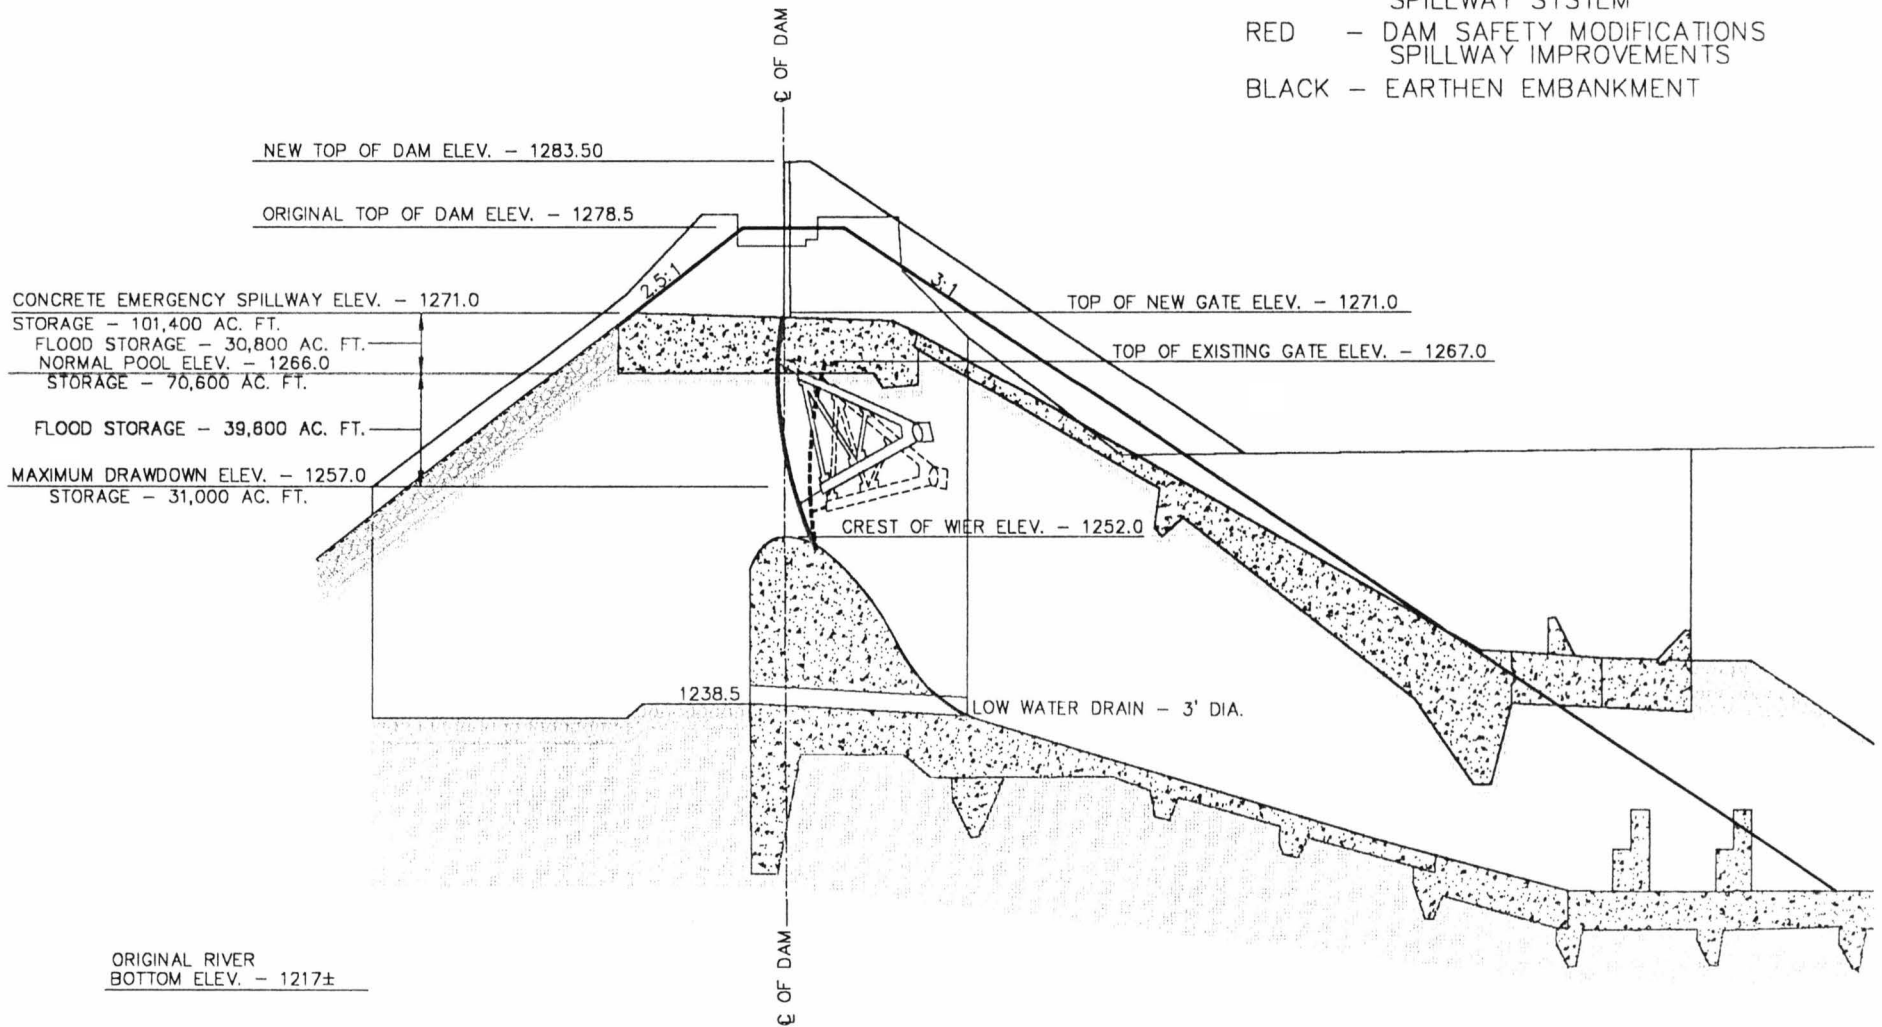 SPILLWAY SYSTEM
RED – DAM SAFETY MODIFICATIONS
SPILLWAY IMPROVEMENTS
BLACK – EARTHEN EMBANKMENT
℄ OF DAM
NEW TOP OF DAM ELEV. – 1283.50
ORIGINAL TOP OF DAM ELEV. – 1278.5
2.5:1
3:1
CONCRETE EMERGENCY SPILLWAY ELEV. – 1271.0
STORAGE – 101,400 AC. FT.
FLOOD STORAGE – 30,800 AC. FT.
NORMAL POOL ELEV. – 1266.0
STORAGE – 70,600 AC. FT.
FLOOD STORAGE – 39,600 AC. FT.
MAXIMUM DRAWDOWN ELEV. – 1257.0
STORAGE – 31,000 AC. FT.
TOP OF NEW GATE ELEV. – 1271.0
TOP OF EXISTING GATE ELEV. – 1267.0
CREST OF WIER ELEV. – 1252.0
1238.5
LOW WATER DRAIN – 3' DIA.
ORIGINAL RIVER
BOTTOM ELEV. – 1217±
℄ OF DAM